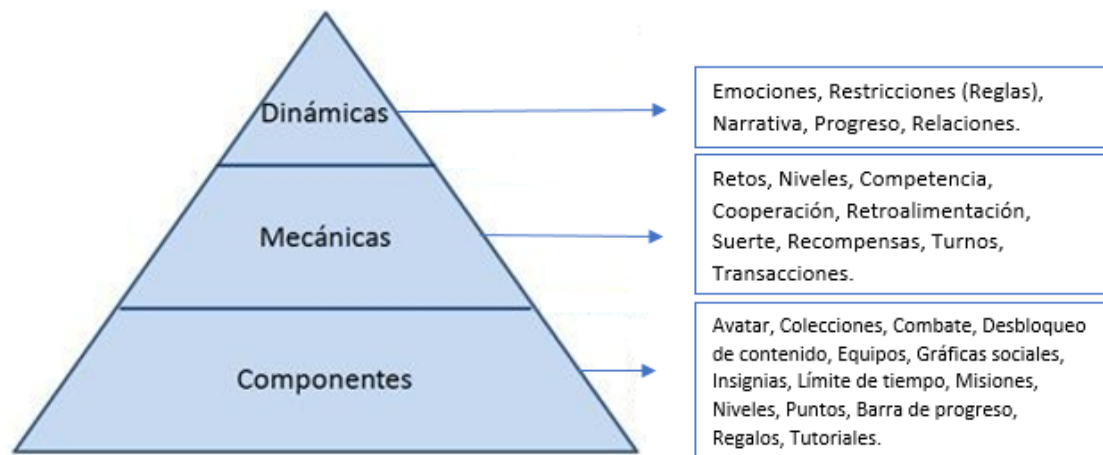 Dinámicas
Emociones, Restricciones (Reglas),
Narrativa, Progreso, Relaciones.
Mecánicas
Retos, Niveles, Competencia,
Cooperación, Retroalimentación,
Suerte, Recompensas, Turnos,
Transacciones.
Componentes
Avatar, Colecciones, Combate, Desbloqueo
de contenido, Equipos, Gráficas sociales,
Insignias, Límite de tiempo, Misiones,
Niveles, Puntos, Barra de progreso,
Regalos, Tutoriales.